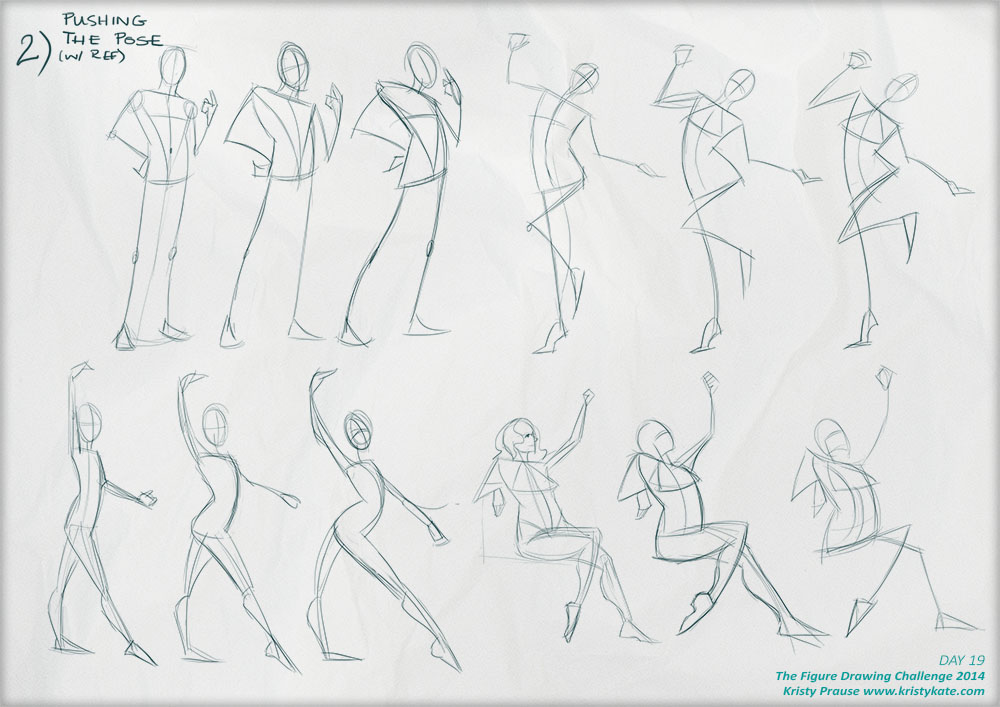 2) PUSHING
THE POSE
(W/ REF)
DAY 19
The Figure Drawing Challenge 2014
Kristy Prause www.kristykate.com